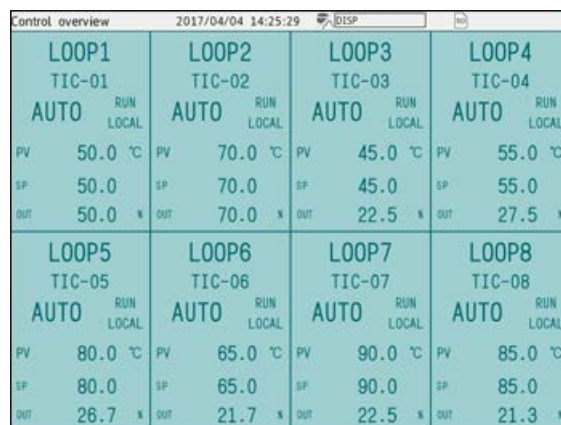 Control overview 2017/04/04 14:25:29 DISP SD
LOOP1 LOOP2 LOOP3 LOOP4
TIC-01 TIC-02 TIC-03 TIC-04
AUTO RUN LOCAL AUTO RUN LOCAL AUTO RUN LOCAL AUTO RUN LOCAL
PV 50.0 ℃ PV 70.0 ℃ PV 45.0 ℃ PV 55.0 ℃
SP 50.0 SP 70.0 SP 45.0 SP 55.0
OUT 50.0 % OUT 70.0 % OUT 22.5 % OUT 27.5
LOOP5 LOOP6 LOOP7 LOOP8
TIC-05 TIC-06 TIC-07 TIC-08
AUTO RUN LOCAL AUTO RUN LOCAL AUTO RUN LOCAL AUTO RUN LOCAL
PV 80.0 ℃ PV 65.0 ℃ PV 90.0 ℃ PV 85.0 ℃
SP 80.0 SP 65.0 SP 90.0 SP 85.0
OUT 26.7 % OUT 21.7 % OUT 22.5 % OUT 21.3